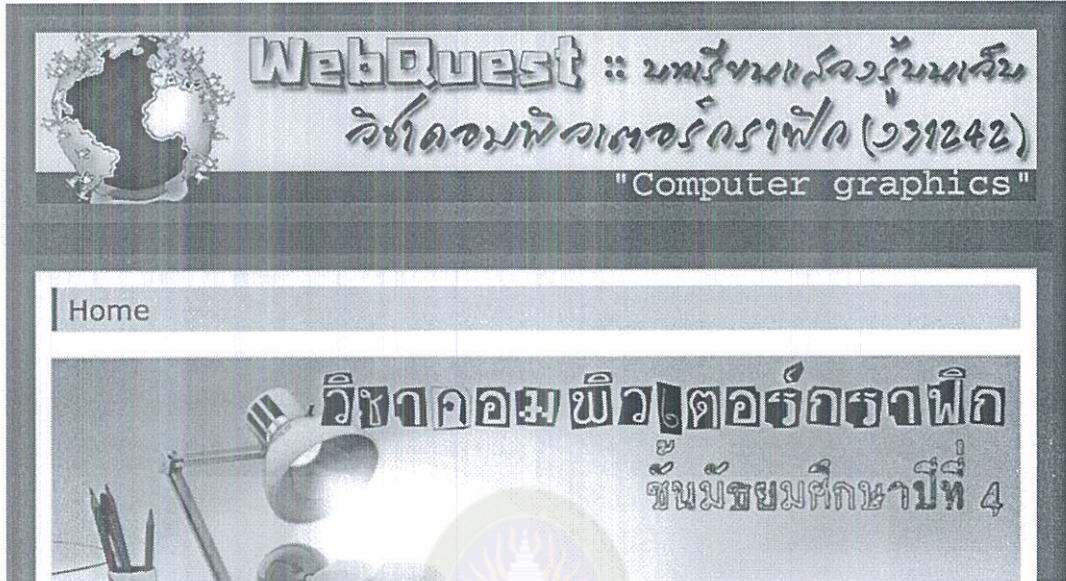 WebQuest :: บทเรียนแสวงรู้บนเว็บ
วิชาคอมพิวเตอร์กราฟิก (ว31242)
"Computer graphics"
Home
วิชาคอมพิวเตอร์กราฟิก
ชั้นมัธยมศึกษาปีที่ 4